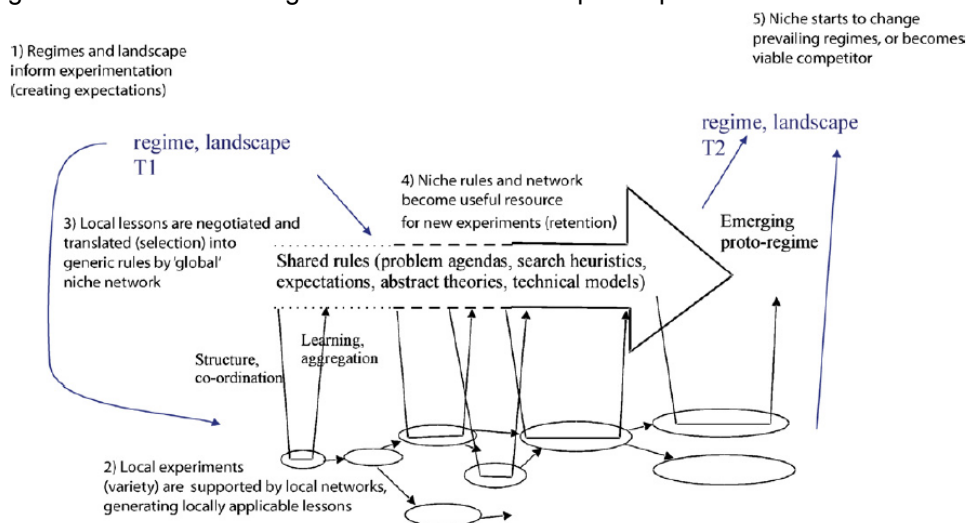 5) Niche starts to change
prevailing regimes, or becomes
viable competitor
1) Regimes and landscape
inform experimentation
(creating expectations)
regime, landscape
T1
regime, landscape
T2
4) Niche rules and network
become useful resource
for new experiments (retention)
3) Local lessons are negotiated and
translated (selection) into
generic rules by 'global'
niche network
Emerging
proto-regime
Shared rules (problem agendas, search heuristics,
expectations, abstract theories, technical models)
Learning,
aggregation
Structure,
co-ordination
2) Local experiments
(variety) are supported by local networks,
generating locally applicable lessons